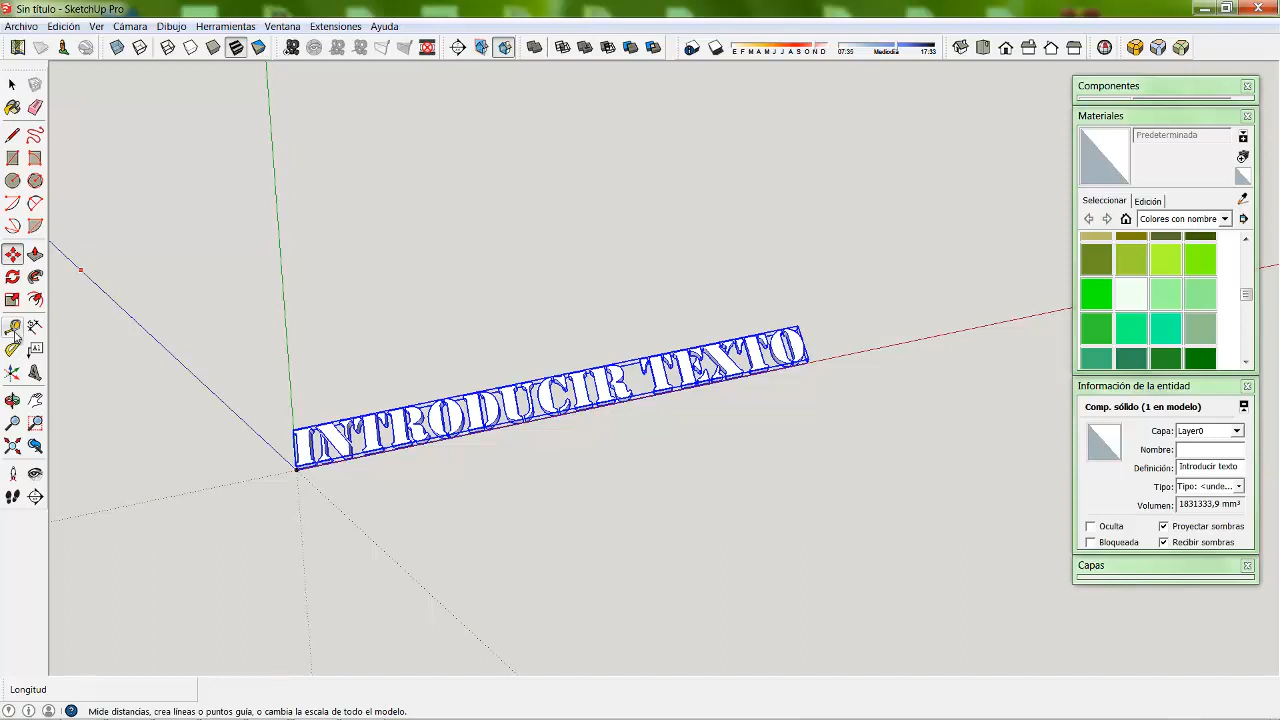 Sin título - SketchUp Pro
Archivo Edición Ver Cámara Dibujo Herramientas Ventana Extensiones Ayuda
E F M A M J J A S O N D
07:35 Mediodía 17:33
Componentes
Materiales
Predeterminada
Seleccionar Edición
Colores con nombre
INTRODUCIR TEXTO
Información de la entidad
Comp. sólido (1 en modelo)
Capa: Layer0
Nombre:
Definición: Introducir texto
Tipo: Tipo: <unde...
Volumen: 1831333,9 mm³
Oculta Proyectar sombras
Bloqueada Recibir sombras
Capas
Longitud
Mide distancias, crea líneas o puntos guía, o cambia la escala de todo el modelo.